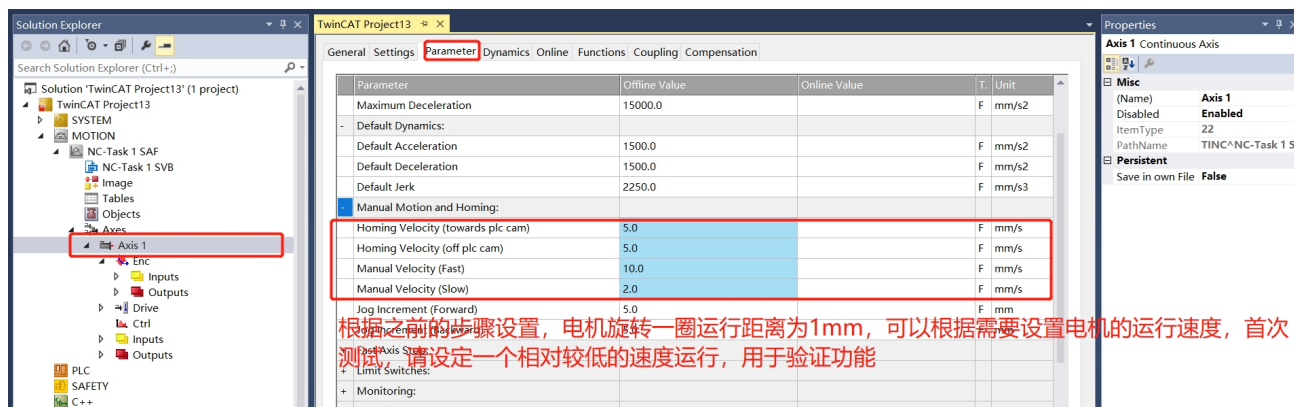 Solution Explorer
TwinCAT Project13
Properties
General Settings Parameter Dynamics Online Functions Coupling Compensation
Axis 1 Continuous Axis
Search Solution Explorer (Ctrl+;)
Solution 'TwinCAT Project13' (1 project)
TwinCAT Project13
SYSTEM
MOTION
NC-Task 1 SAF
NC-Task 1 SVB
Image
Tables
Objects
Axes
Axis 1
Enc
Inputs
Outputs
Drive
Ctrl
Inputs
Outputs
PLC
SAFETY
C++
Parameter Offline Value Online Value T. Unit
Maximum Deceleration 15000.0 F mm/s2
- Default Dynamics:
Default Acceleration 1500.0 F mm/s2
Default Deceleration 1500.0 F mm/s2
Default Jerk 2250.0 F mm/s3
- Manual Motion and Homing:
Homing Velocity (towards plc cam) 5.0 F mm/s
Homing Velocity (off plc cam) 5.0 F mm/s
Manual Velocity (Fast) 10.0 F mm/s
Manual Velocity (Slow) 2.0 F mm/s
Jog Increment (Forward) 5.0 F mm
Jog Increment (Backward) 5.0 mm
+ Fast Axis Stop:
+ Limit Switches:
+ Monitoring:
根据之前的步骤设置，电机旋转一圈运行距离为1mm，可以根据需要设置电机的运行速度，首次
测试，请设定一个相对较低的速度运行，用于验证功能
Misc
(Name) Axis 1
Disabled Enabled
ItemType 22
PathName TINC^NC-Task 1 S
Persistent
Save in own File False